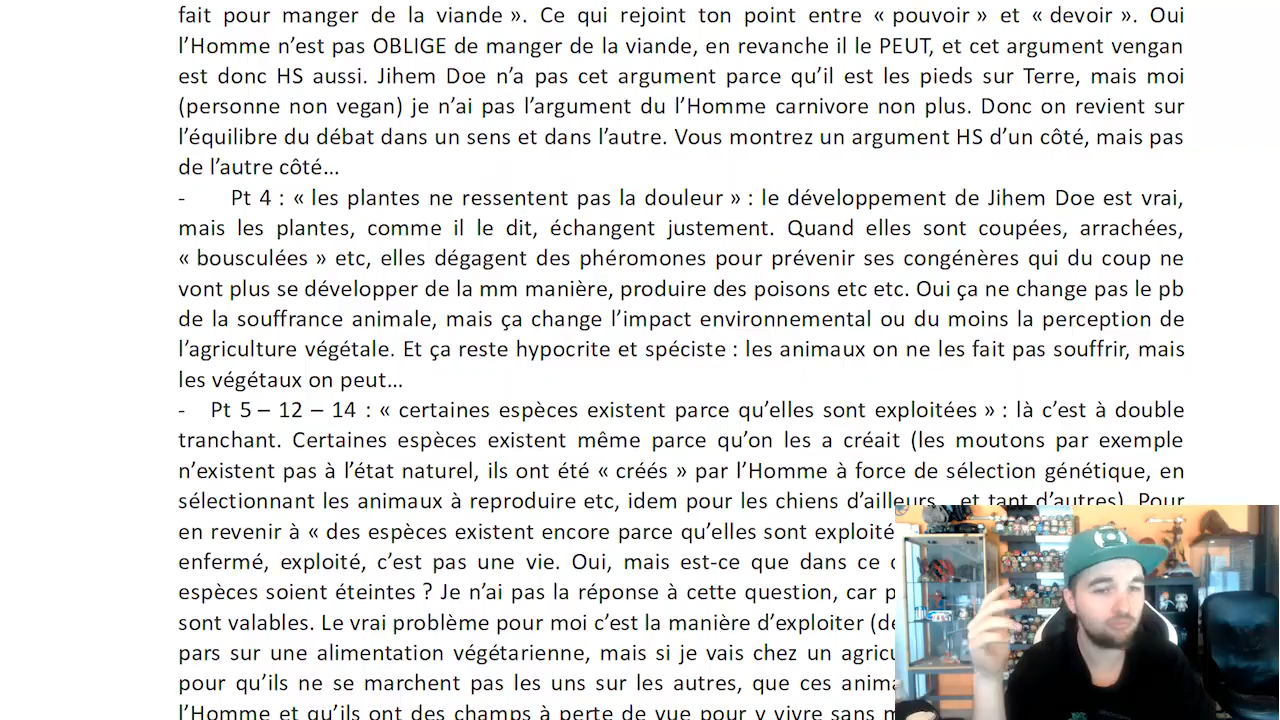 fait pour manger de la viande ». Ce qui rejoint ton point entre « pouvoir » et « devoir ». Oui
l’Homme n’est pas OBLIGE de manger de la viande, en revanche il le PEUT, et cet argument vengan
est donc HS aussi. Jihem Doe n’a pas cet argument parce qu’il est les pieds sur Terre, mais moi
(personne non vegan) je n’ai pas l’argument du l’Homme carnivore non plus. Donc on revient sur
l’équilibre du débat dans un sens et dans l’autre. Vous montrez un argument HS d’un côté, mais pas
de l’autre côté…
- Pt 4 : « les plantes ne ressentent pas la douleur » : le développement de Jihem Doe est vrai,
mais les plantes, comme il le dit, échangent justement. Quand elles sont coupées, arrachées,
« bousculées » etc, elles dégagent des phéromones pour prévenir ses congénères qui du coup ne
vont plus se développer de la mm manière, produire des poisons etc etc. Oui ça ne change pas le pb
de la souffrance animale, mais ça change l’impact environnemental ou du moins la perception de
l’agriculture végétale. Et ça reste hypocrite et spéciste : les animaux on ne les fait pas souffrir, mais
les végétaux on peut…
- Pt 5 – 12 – 14 : « certaines espèces existent parce qu’elles sont exploitées » : là c’est à double
tranchant. Certaines espèces existent même parce qu’on les a créait (les moutons par exemple
n’existent pas à l’état naturel, ils ont été « créés » par l’Homme à force de sélection génétique, en
sélectionnant les animaux à reproduire etc, idem pour les chiens d’ailleurs… et tant d’autres). Pour
en revenir à « des espèces existent encore parce qu’elles sont exploité
enfermé, exploité, c’est pas une vie. Oui, mais est-ce que dans ce
espèces soient éteintes ? Je n’ai pas la réponse à cette question, car
sont valables. Le vrai problème pour moi c’est la manière d’exploiter
pars sur une alimentation végétarienne, mais si je vais chez un
pour qu’ils ne se marchent pas les uns sur les autres, que ces
l’Homme et qu’ils ont des champs à perte de vue pour y vivre sans